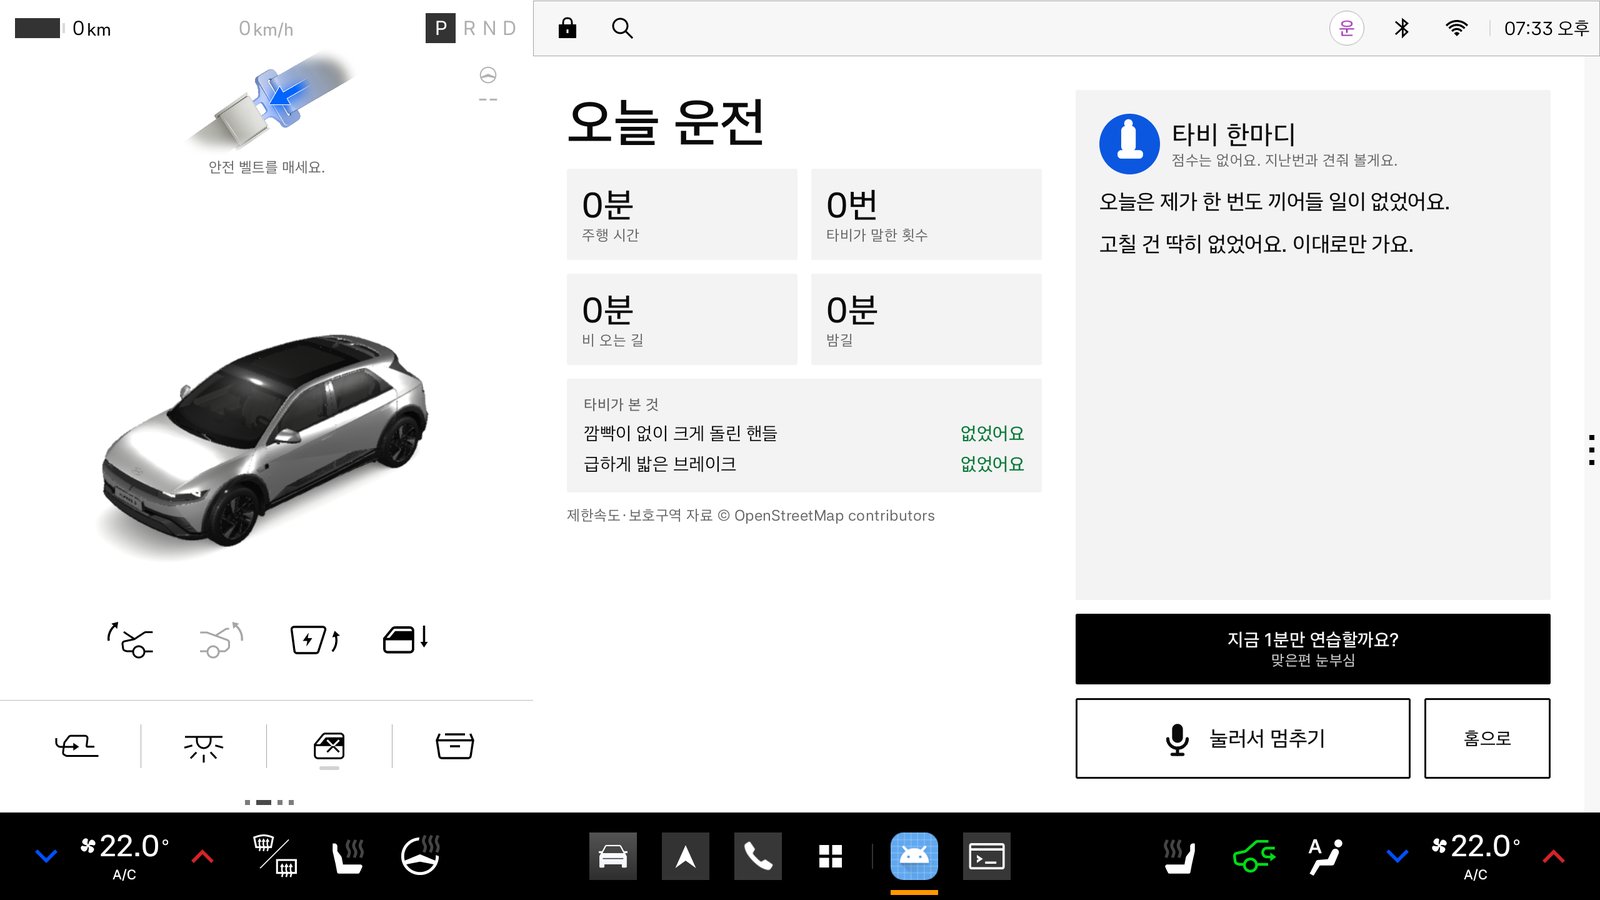 0 km
0 km/h
P R N D
안전 벨트를 매세요.
운
07:33 오후
오늘 운전
0분
주행 시간
0번
타비가 말한 횟수
0분
비 오는 길
0분
밤길
타비가 본 것
깜빡이 없이 크게 돌린 핸들 없었어요
급하게 밟은 브레이크 없었어요
제한속도·보호구역 자료 © OpenStreetMap contributors
타비 한마디
점수는 없어요. 지난번과 견줘 볼게요.
오늘은 제가 한 번도 끼어들 일이 없었어요.
고칠 건 딱히 없었어요. 이대로만 가요.
지금 1분만 연습할까요?
맞은편 눈부심
눌러서 멈추기
홈으로
22.0°
A/C
A
22.0°
A/C